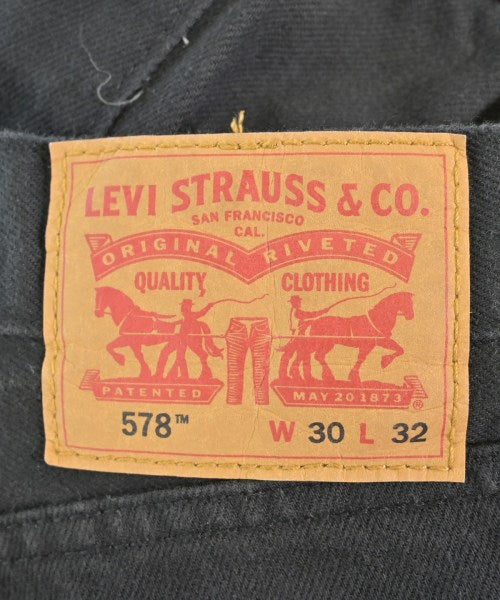 LEVI STRAUSS & CO.
SAN FRANCISCO
CAL.
ORIGINAL RIVETED
QUALITY CLOTHING
PATENTED MAY 20 1873 ®
578™ W 30 L 32